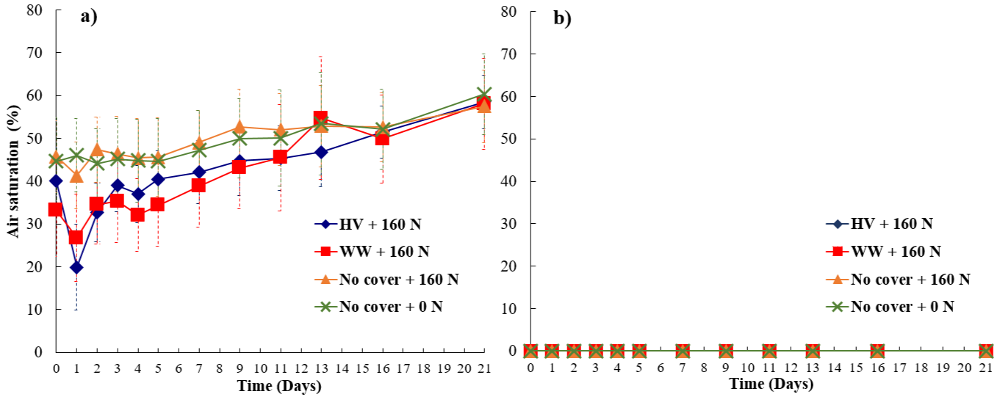 a)
Air saturation (%)
80
70
60
50
40
30
20
10
0
0 1 2 3 4 5 6 7 8 9 10 11 12 13 14 15 16 17 18 19 20 21
Time (Days)
HV + 160 N
WW + 160 N
No cover + 160 N
No cover + 0 N
b)
80
70
60
50
40
30
20
10
0
0 1 2 3 4 5 6 7 8 9 10 11 12 13 14 15 16 17 18 19 20 21
Time (Days)
HV + 160 N
WW + 160 N
No cover + 160 N
No cover + 0 N